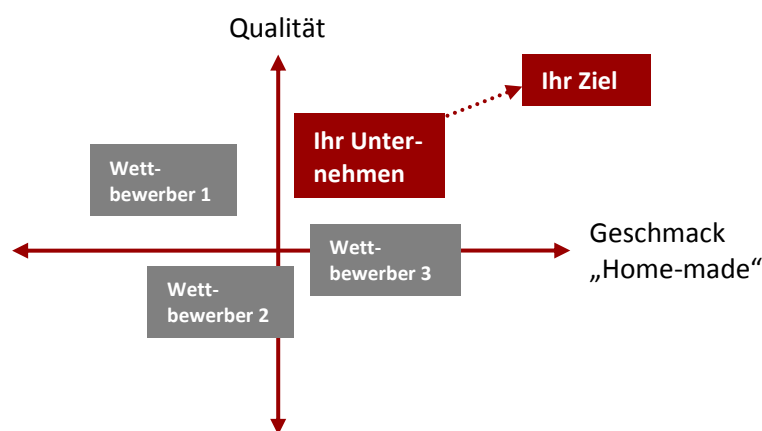 Qualität
Ihr Ziel
Ihr Unter-
nehmen
Wett-
bewerber 1
Wett-
bewerber 3
Geschmack
„Home-made“
Wett-
bewerber 2